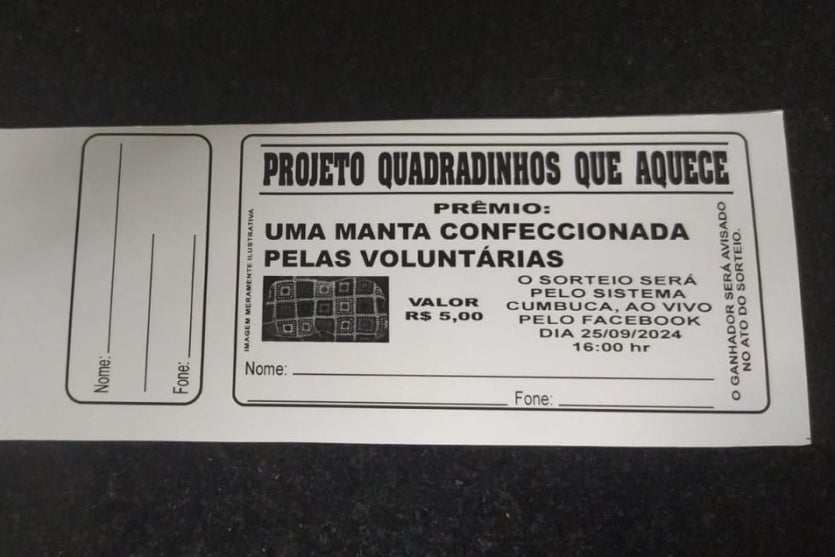 Nome:
Fone:
PROJETO QUADRADINHOS QUE AQUECE
PRÊMIO:
UMA MANTA CONFECCIONADA
PELAS VOLUNTÁRIAS
IMAGEM MERAMENTE ILUSTRATIVA
VALOR
R$ 5,00
O SORTEIO SERÁ
PELO SISTEMA
CUMBUCA, AO VIVO
PELO FACEBOOK
DIA 25/09/2024
16:00 hr
O GANHADOR SERÁ AVISADO
NO ATO DO SORTEIO.
Nome:
Fone: